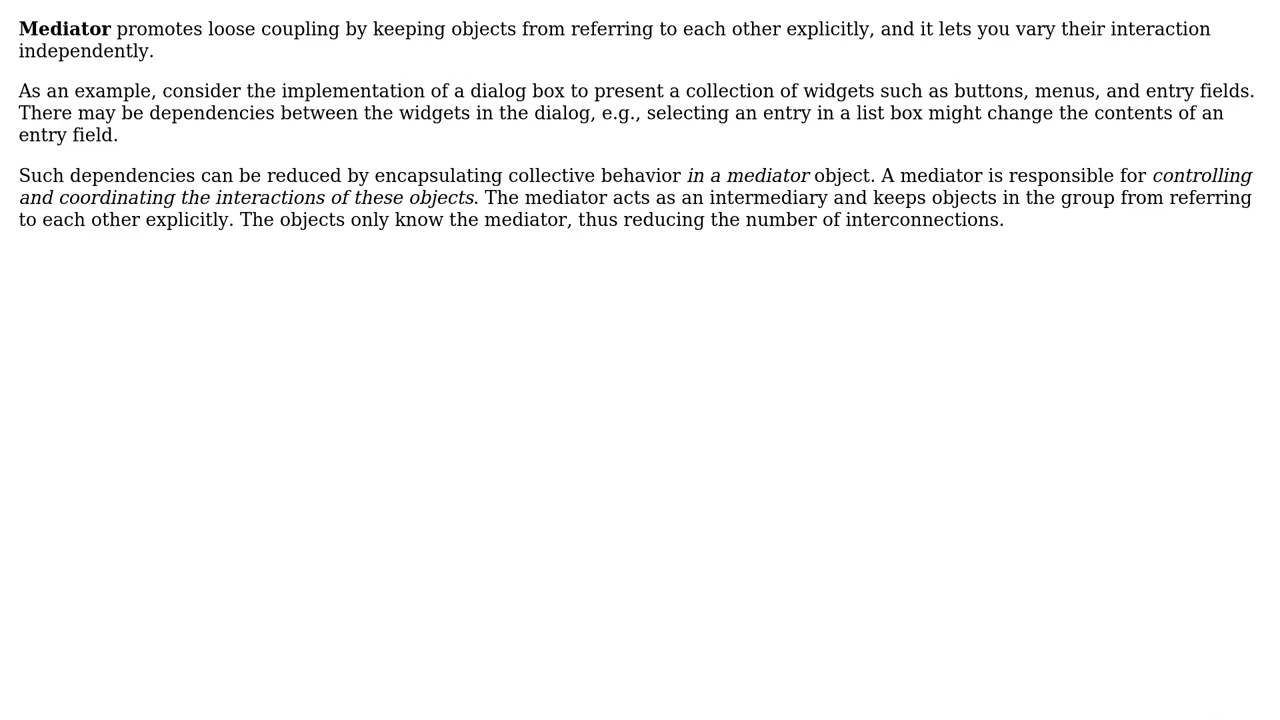 Mediator promotes loose coupling by keeping objects from referring to each other explicitly, and it lets you vary their interaction
independently.
As an example, consider the implementation of a dialog box to present a collection of widgets such as buttons, menus, and entry fields.
There may be dependencies between the widgets in the dialog, e.g., selecting an entry in a list box might change the contents of an
entry field.
Such dependencies can be reduced by encapsulating collective behavior in a mediator object. A mediator is responsible for controlling
and coordinating the interactions of these objects. The mediator acts as an intermediary and keeps objects in the group from referring
to each other explicitly. The objects only know the mediator, thus reducing the number of interconnections.